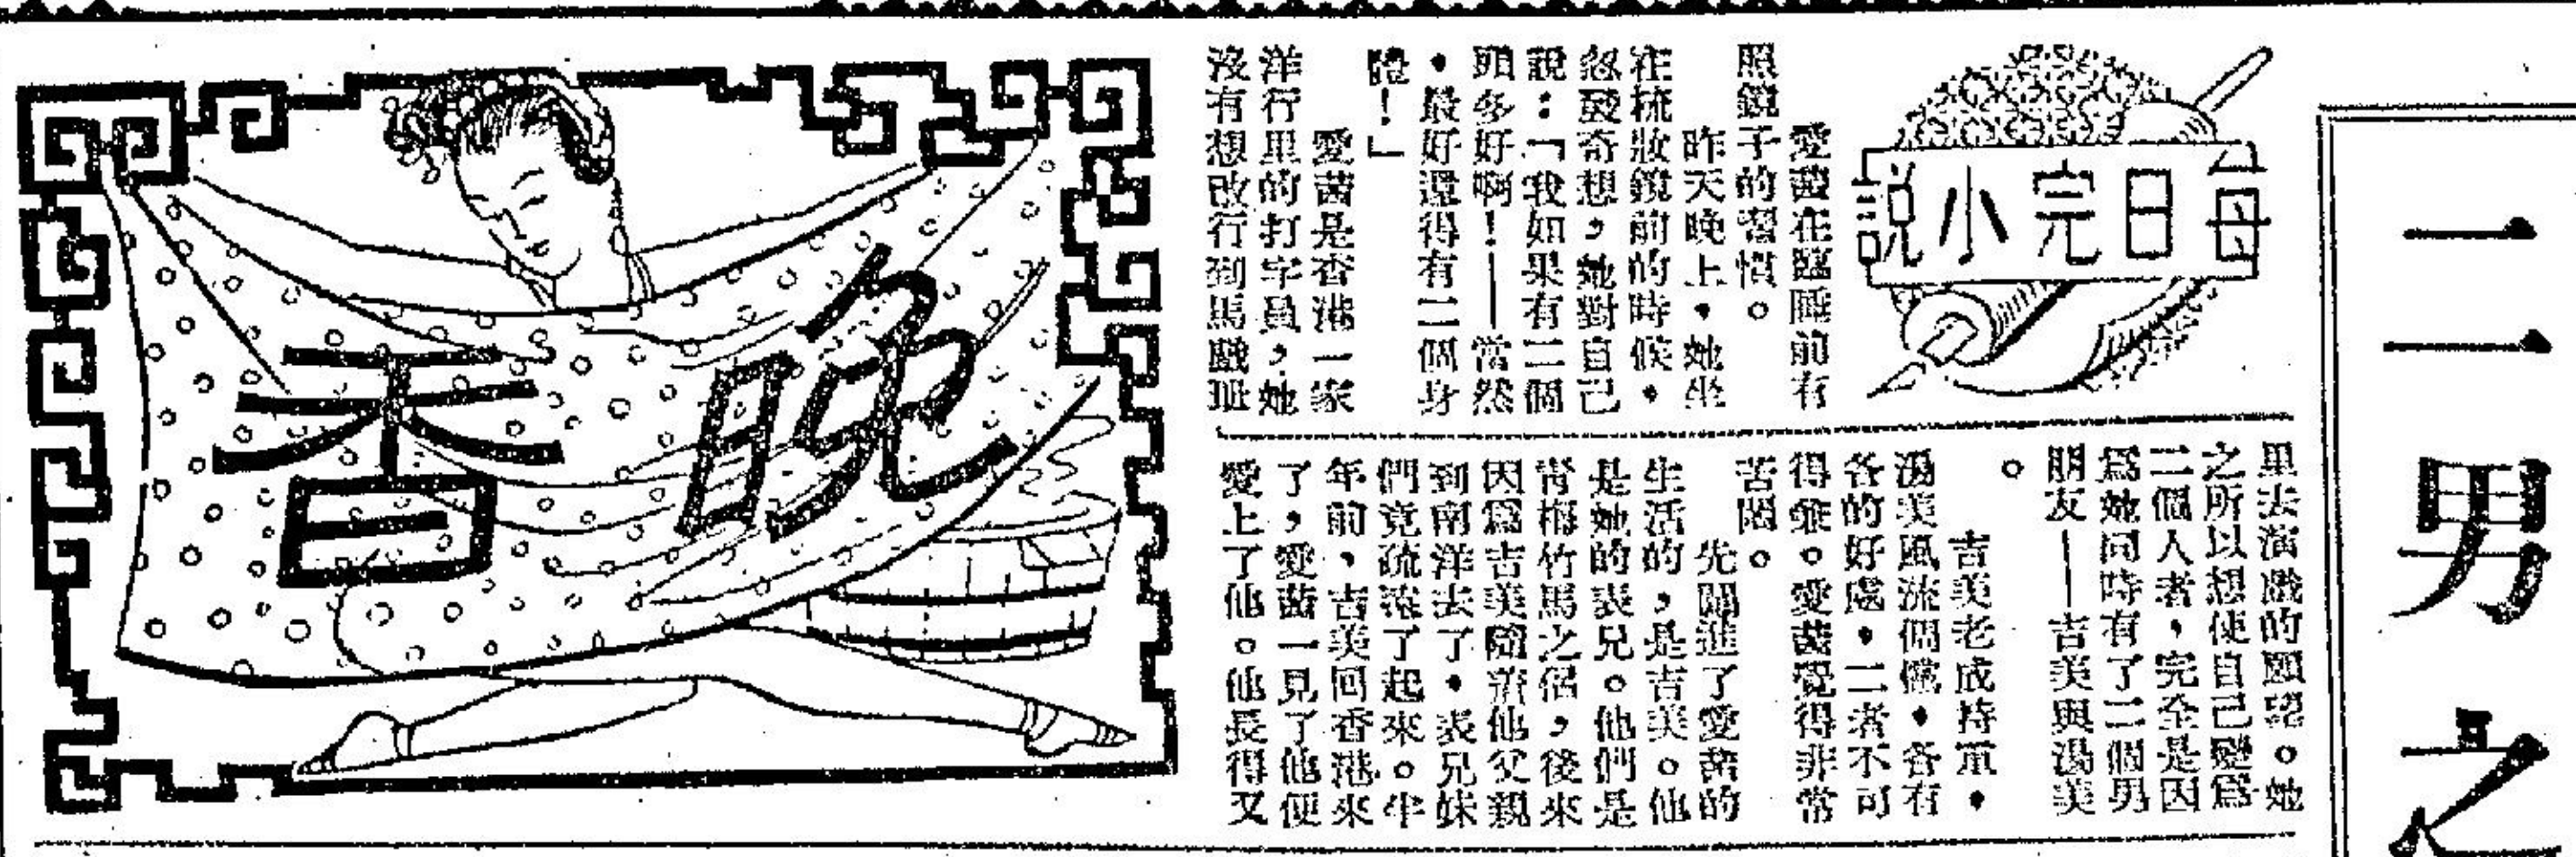 二男之
每日完小説
晚香
愛茵在臨睡前有
照鏡子的習慣。
昨天晚上，她坐
在梳妝鏡前的時候，
忽發奇想，她對自己
說：「我如果有二個
頭多好啊！——當然
，最好還得有二個身
體！」
愛茵是香港一家
洋行里的打字員，她
沒有想改行到馬戲班
里去演戲的願望。她
之所以想使自己變爲
二個人者，完全是因
爲她同時有了二個男
朋友——吉美與湯美
。
吉美老成持重，
湯美風流倜儻，各有
各的好處，二者不可
得兼。愛茵覺得非常
苦悶。
先闖進了愛茵的
生活的，是吉美。他
是她的表兄。他們是
青梅竹馬之侶，後來
因爲吉美隨着他父親
到南洋去了，表兄妹
們竟疏遠了起來。半
年前，吉美回香港來
了，愛茵一見了他便
愛上了他。他長得又